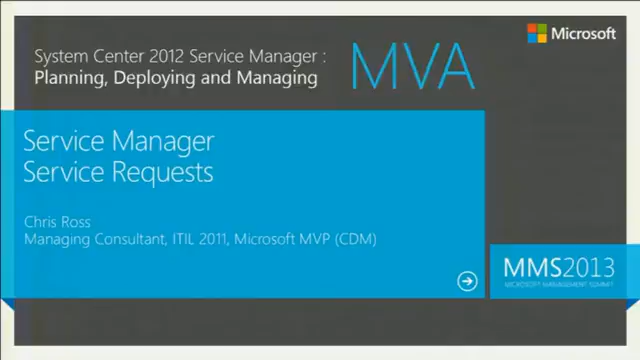 Microsoft
System Center 2012 Service Manager :
Planning, Deploying and Managing
MVA
Service Manager
Service Requests
Chris Ross
Managing Consultant, ITIL 2011, Microsoft MVP (CDM)
MMS2013
MICROSOFT MANAGEMENT SUMMIT